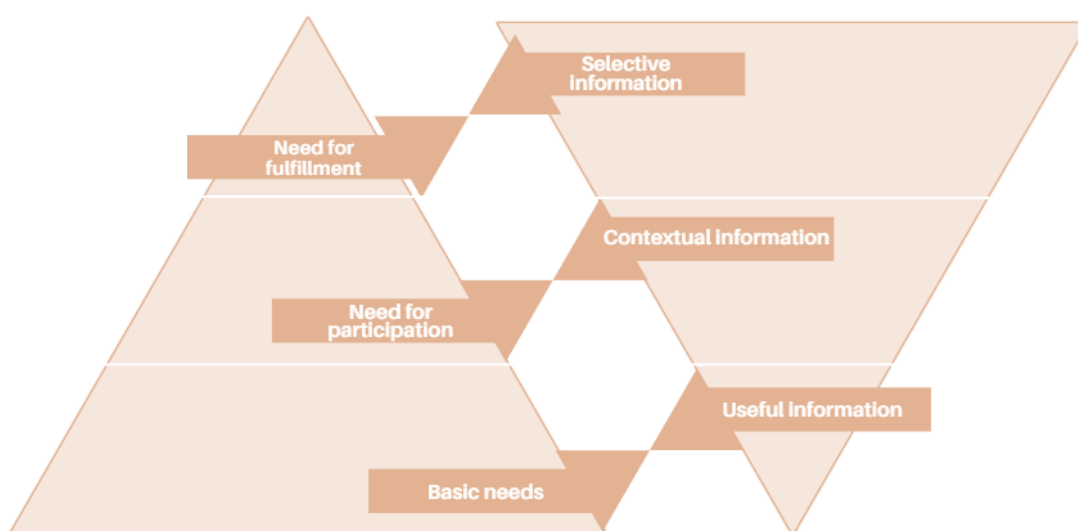 Selective
information
Need for
fulfillment
Contextual information
Need for
participation
Useful information
Basic needs